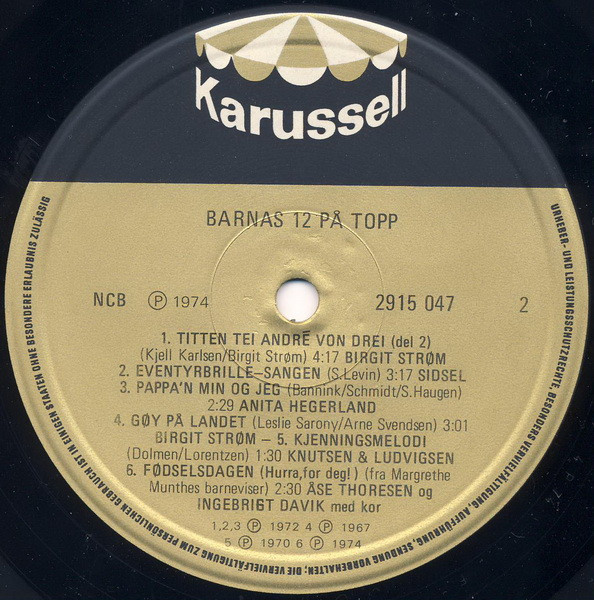 Karussell
BARNAS 12 PÅ TOPP
NCB ℗ 1974 2915 047 2
1. TITTEN TEI ANDRE VON DREI (del 2)
(Kjell Karlsen/Birgit Strøm) 4:17 BIRGIT STRØM
2. EVENTYRBRILLE-SANGEN (S.Levin) 3:17 SIDSEL
3. PAPPA'N MIN OG JEG (Bannink/Schmidt/S.Haugen)
2:29 ANITA HEGERLAND
4. GØY PÅ LANDET (Leslie Sarony/Arne Svendsen) 3:01
BIRGIT STRØM – 5. KJENNINGSMELODI
(Dolmen/Lorentzen) 1:30 KNUTSEN & LUDVIGSEN
6. FØDSELSDAGEN (Hurra,for deg!) (fra Margrethe
Munthes barneviser) 2:30 ÅSE THORESEN og
INGEBRIGT DAVIK med kor
1,2,3 ℗ 1972 4 ℗ 1967
5 ℗ 1970 6 ℗ 1974
URHEBER- UND LEISTUNGSSCHUTZRECHTE, BESONDERS VERVIELFÄLTIGUNG, AUFFÜHRUNG, SENDUNG VORBEHALTEN; DIE VERVIELFÄLTIGUNG ZUM PERSÖNLICHEN GEBRAUCH IST IN EINIGEN STAATEN OHNE BESONDERE ERLAUBNIS ZULÄSSIG